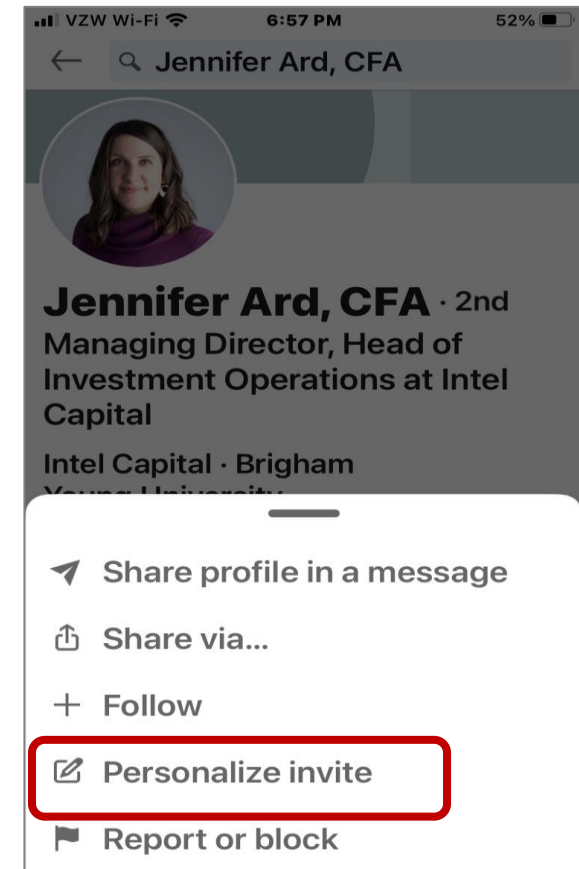 VZW Wi-Fi 6:57 PM 52%
Jennifer Ard, CFA
Jennifer Ard, CFA · 2nd
Managing Director, Head of
Investment Operations at Intel
Capital
Intel Capital · Brigham
Young University
Share profile in a message
Share via...
Follow
Personalize invite
Report or block